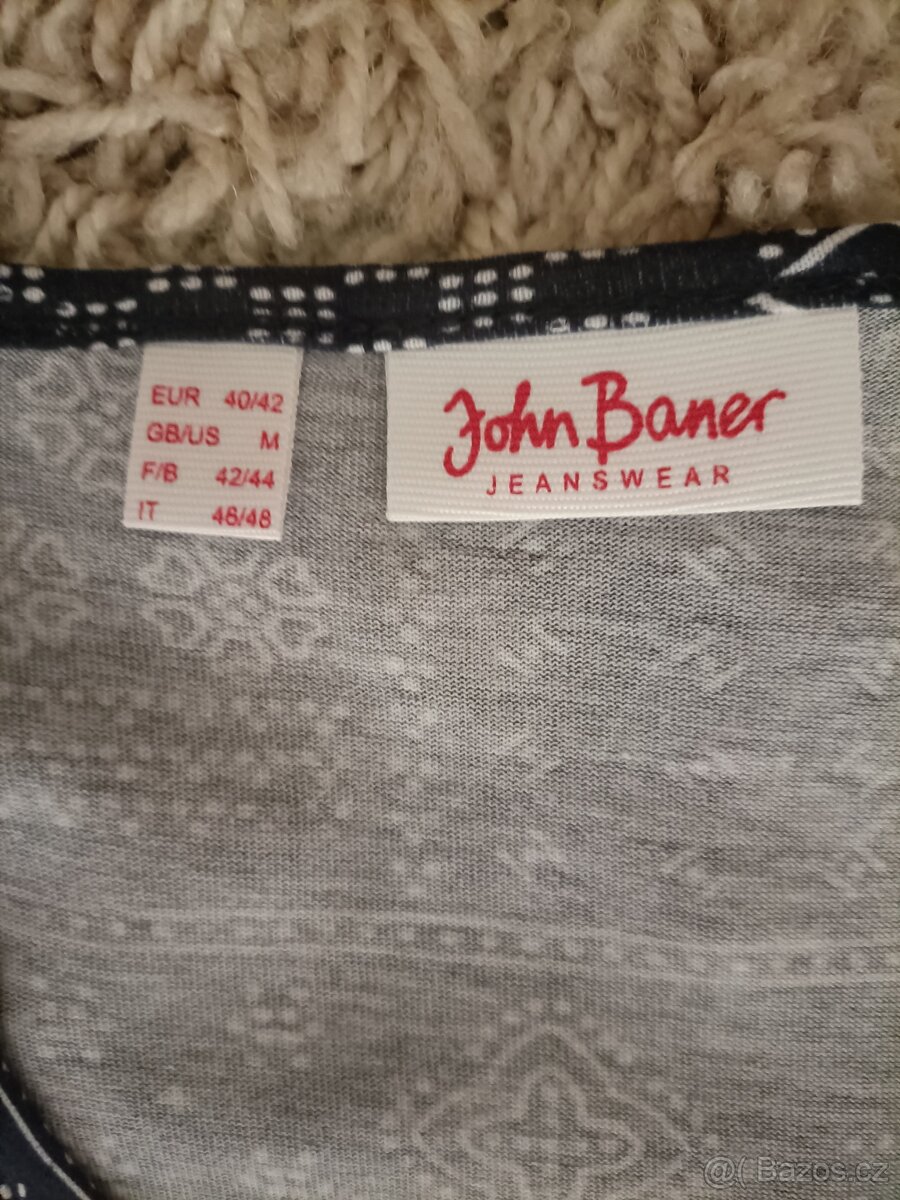 EUR 40/42
GB/US M
F/B 42/44
IT 46/48
John Baner
JEANSWEAR
@( Bazos.cz